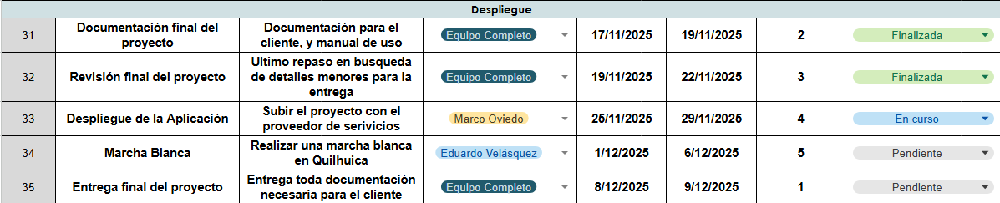 Despliegue
31 Documentación final del proyecto Documentación para el cliente, y manual de uso Equipo Completo 17/11/2025 19/11/2025 2 Finalizada
32 Revisión final del proyecto Ultimo repaso en busqueda de detalles menores para la entrega Equipo Completo 19/11/2025 22/11/2025 3 Finalizada
33 Despliegue de la Aplicación Subir el proyecto con el proveedor de serivicios Marco Oviedo 25/11/2025 29/11/2025 4 En curso
34 Marcha Blanca Realizar una marcha blanca en Quilhuica Eduardo Velásquez 1/12/2025 6/12/2025 5 Pendiente
35 Entrega final del proyecto Entrega toda documentación necesaria para el cliente Equipo Completo 8/12/2025 9/12/2025 1 Pendiente